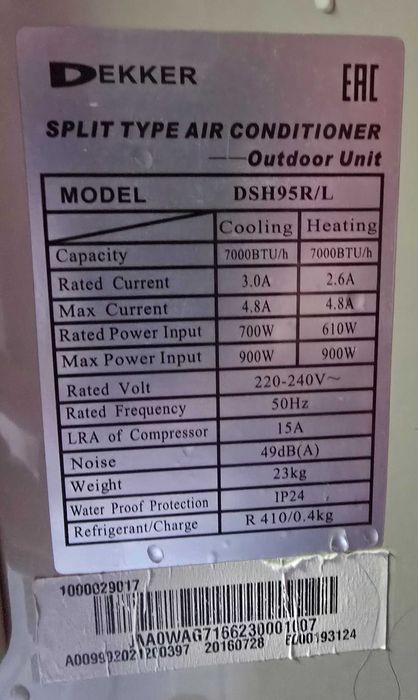 DEKKER
EAC
SPLIT TYPE AIR CONDITIONER
——Outdoor Unit
MODEL DSH95R/L
Cooling Heating
Capacity 7000BTU/h 7000BTU/h
Rated Current 3.0A 2.6A
Max Current 4.8A 4.8A
Rated Power Input 700W 610W
Max Power Input 900W 900W
Rated Volt 220-240V~
Rated Frequency 50Hz
LRA of Compressor 15A
Noise 49dB(A)
Weight 23kg
Water Proof Protection IP24
Refrigerant/Charge R 410/0.4kg
1000029017
20160728